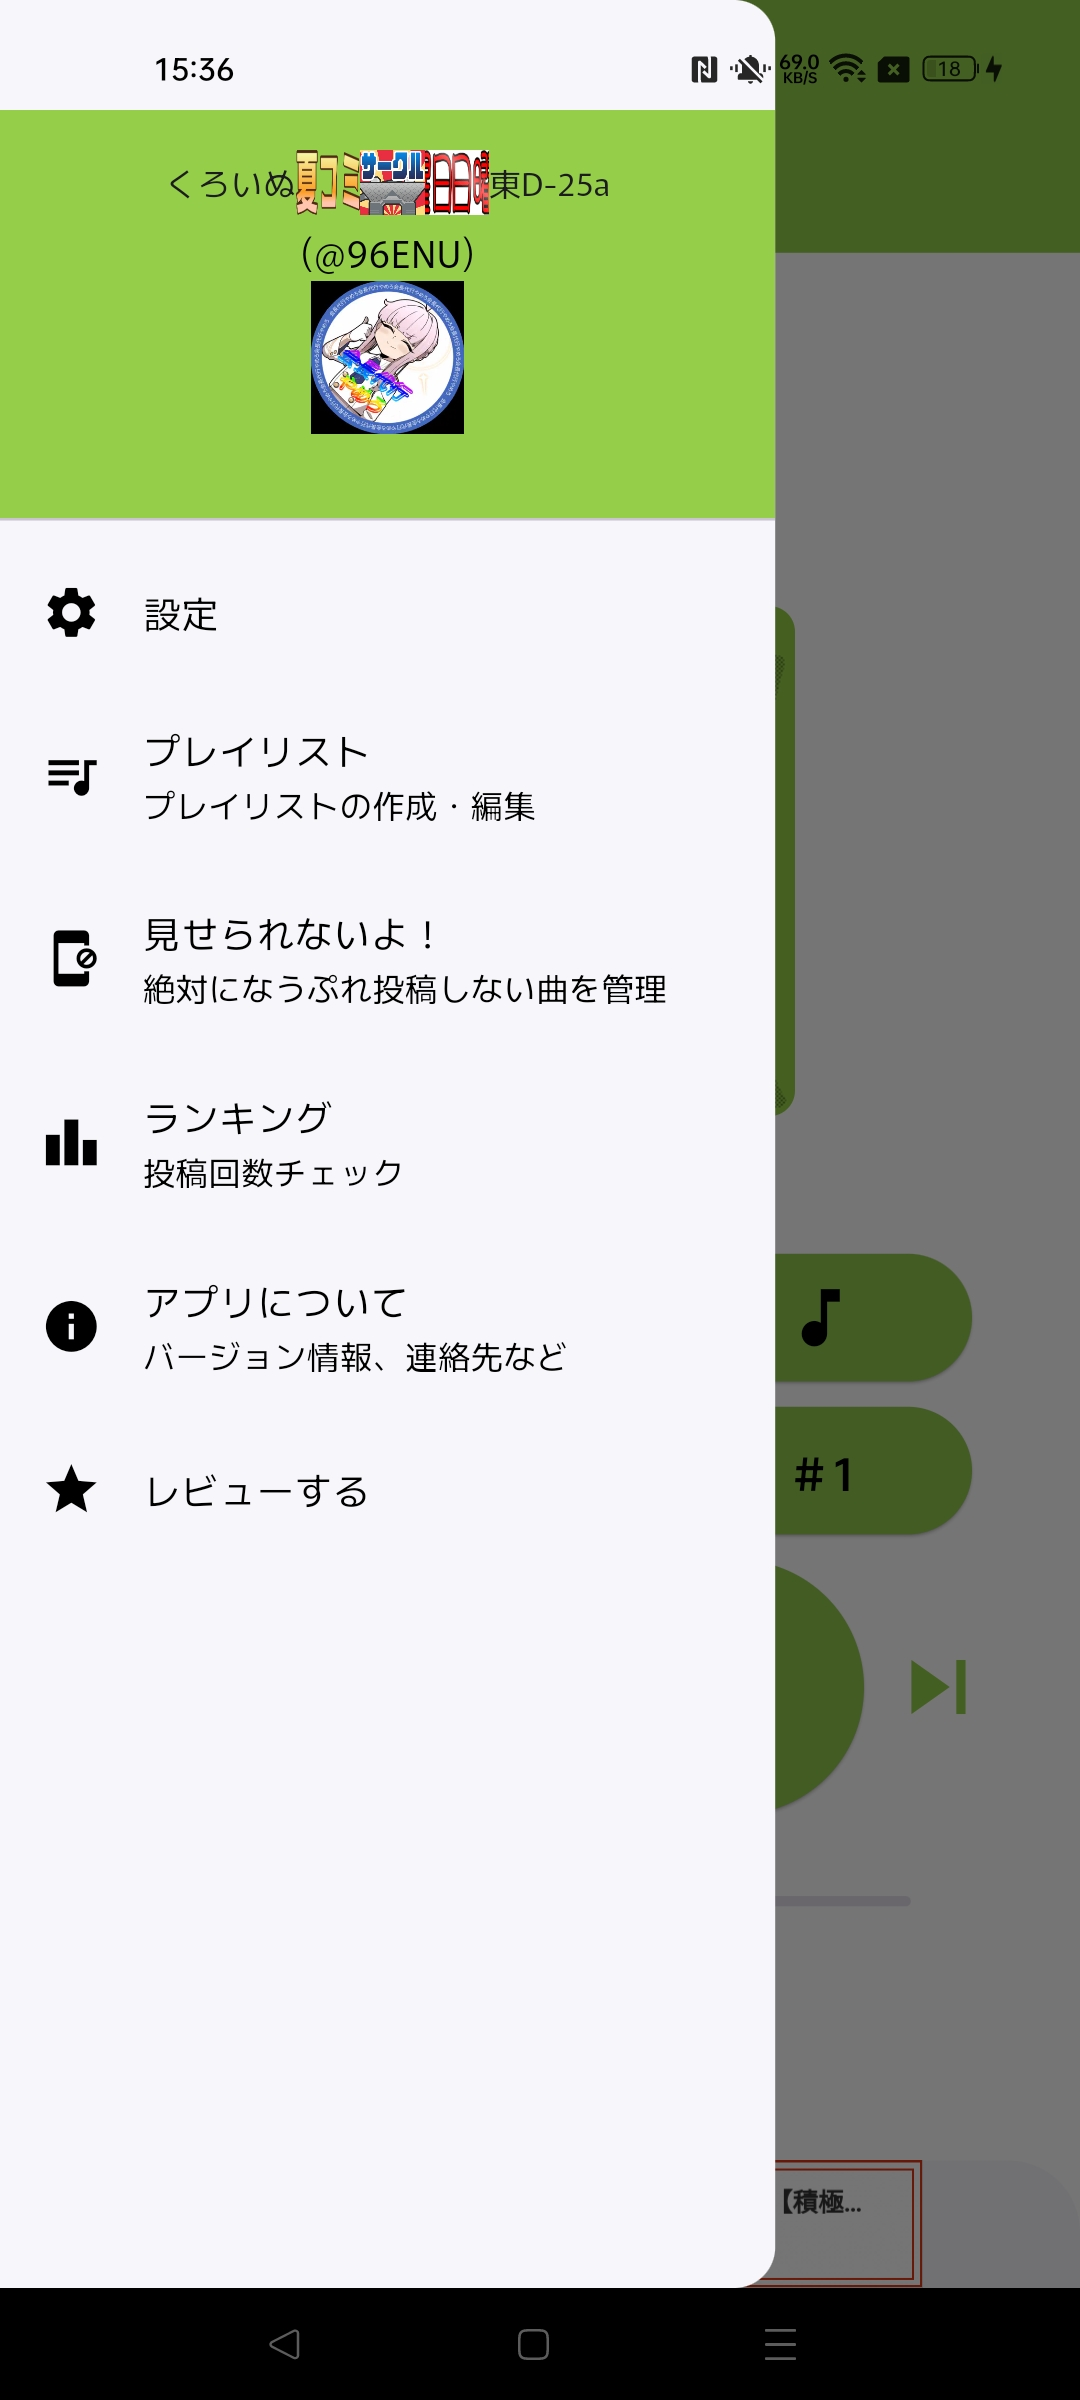 15:36
69.0
KB/S
18
くろいぬ夏コミサークル 東D-25a
(@96ENU)
設定
プレイリスト
プレイリストの作成・編集
見せられないよ！
絶対になうぷれ投稿しない曲を管理
ランキング
投稿回数チェック
アプリについて
バージョン情報、連絡先など
レビューする
#1
【積極...